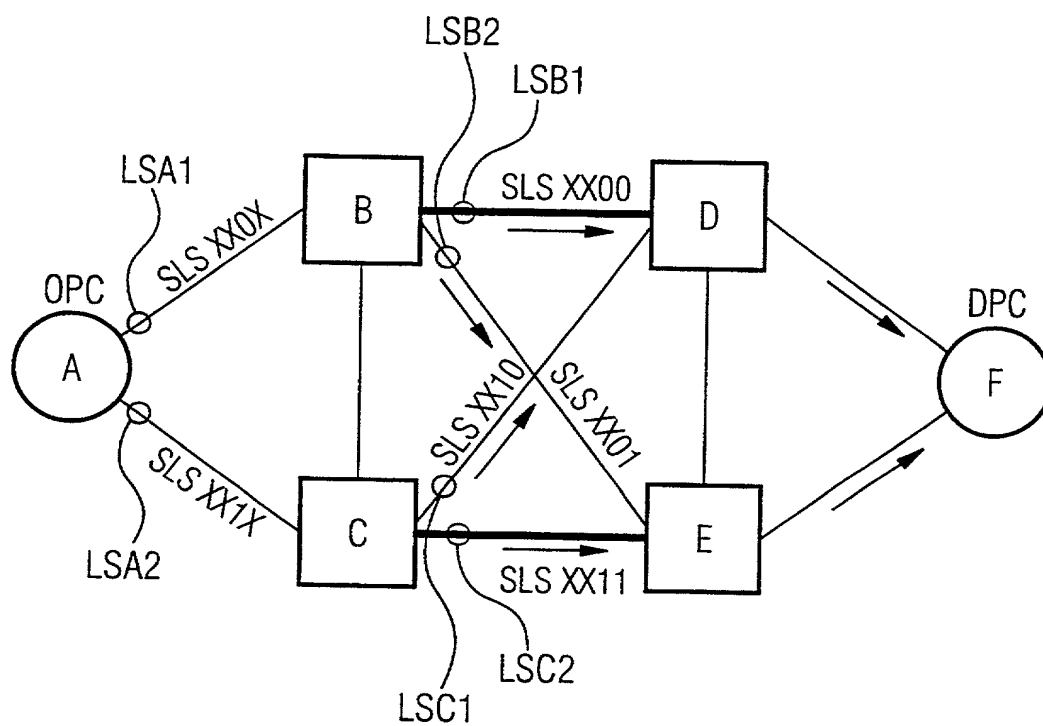 LSB2
LSB1
LSA1
SLS XX00
B
D
SLS XX0X
OPC
DPC
A
F
SLS XX10
SLS XX01
SLS XX1X
C
E
LSA2
SLS XX11
LSC2
LSC1